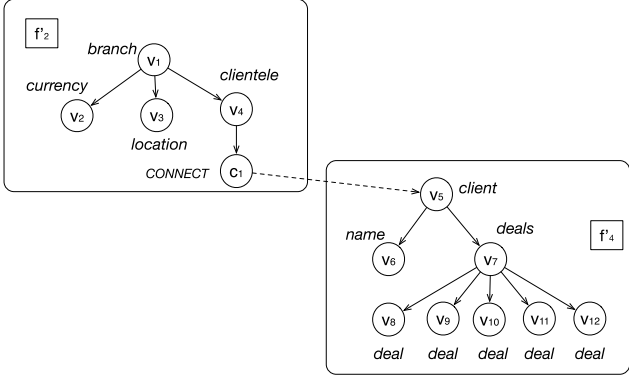 f'2
branch
v1
clientele
currency
v2
v3
v4
location
CONNECT
c1
v5
client
name
deals
f'4
v6
v7
v8
v9
v10
v11
v12
deal deal deal deal deal